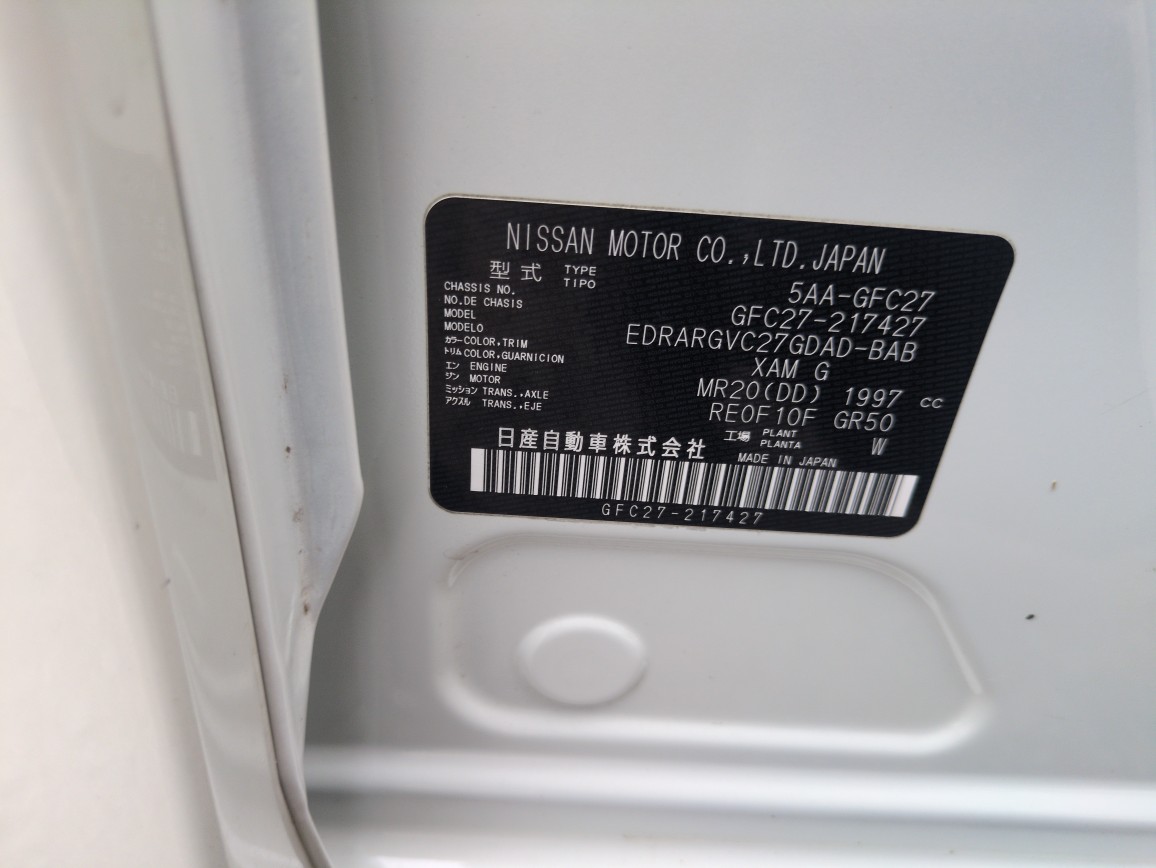 NISSAN MOTOR CO.,LTD.JAPAN
型式 TYPE TIPO 5AA-GFC27
CHASSIS NO. NO.DE CHASIS GFC27-217427
MODEL MODELO EDRARGVC27GDAD-BAB
カラー COLOR,TRIM トリム COLOR,GUARNICION XAM G
エンジン ENGINE MOTOR MR20(DD) 1997 cc
ミッション TRANS.,AXLE アクスル TRANS.,EJE RE0F10F GR50
日産自動車株式会社 工場 PLANT PLANTA W
MADE IN JAPAN
GFC27-217427